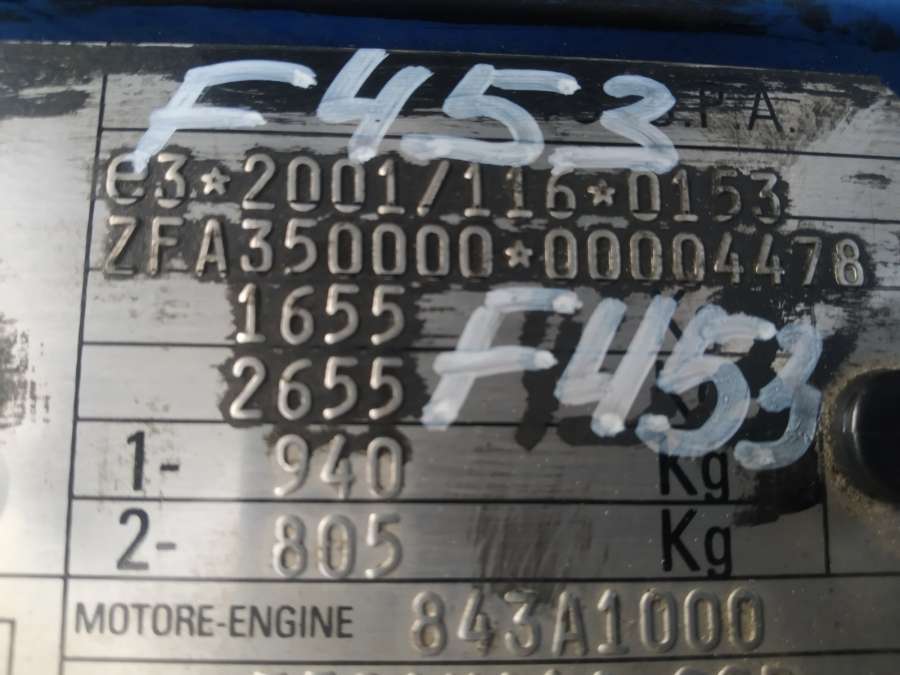 F453
P.A.
e3*2001/116*0153
ZFA350000*00004478
1655
2655
F453
1- 940 Kg
2- 805 Kg
MOTORE-ENGINE 843A1000